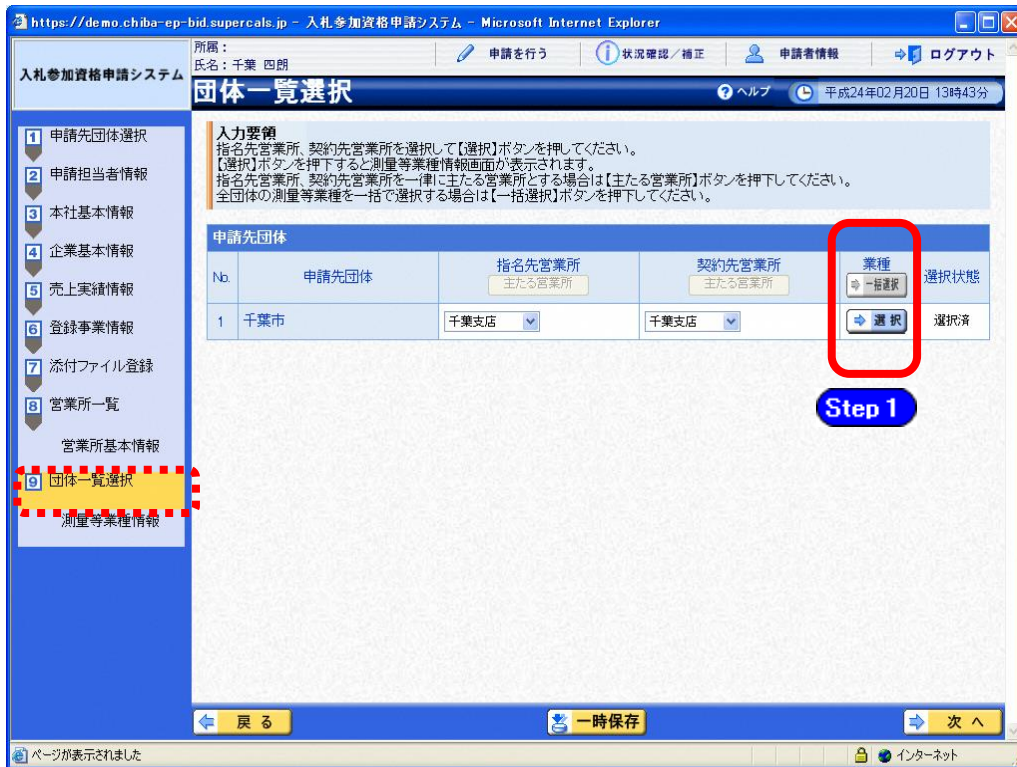 https://demo.chiba-ep-bid.supercals.jp - 入札参加資格申請システム - Microsoft Internet Explorer
入札参加資格申請システム
所属：
氏名：千葉 四朗
申請を行う
状況確認／補正
申請者情報
ログアウト
団体一覧選択
ヘルプ
平成24年02月20日 13時43分
1 申請先団体選択
2 申請担当者情報
3 本社基本情報
4 企業基本情報
5 売上実績情報
6 登録事業情報
7 添付ファイル登録
8 営業所一覧
営業所基本情報
9 団体一覧選択
測量等業種情報
入力要領
指名先営業所、契約先営業所を選択して【選択】ボタンを押してください。
【選択】ボタンを押下すると測量等業種情報画面が表示されます。
指名先営業所、契約先営業所を一律に主たる営業所とする場合は【主たる営業所】ボタンを押下してください。
全団体の測量等業種を一括で選択する場合は【一括選択】ボタンを押下してください。
申請先団体
No. 申請先団体 指名先営業所 契約先営業所 業種 選択状態
主たる営業所 主たる営業所 一括選択
1 千葉市 千葉支店 千葉支店 選択 選択済
Step 1
戻る
一時保存
次へ
ページが表示されました
インターネット